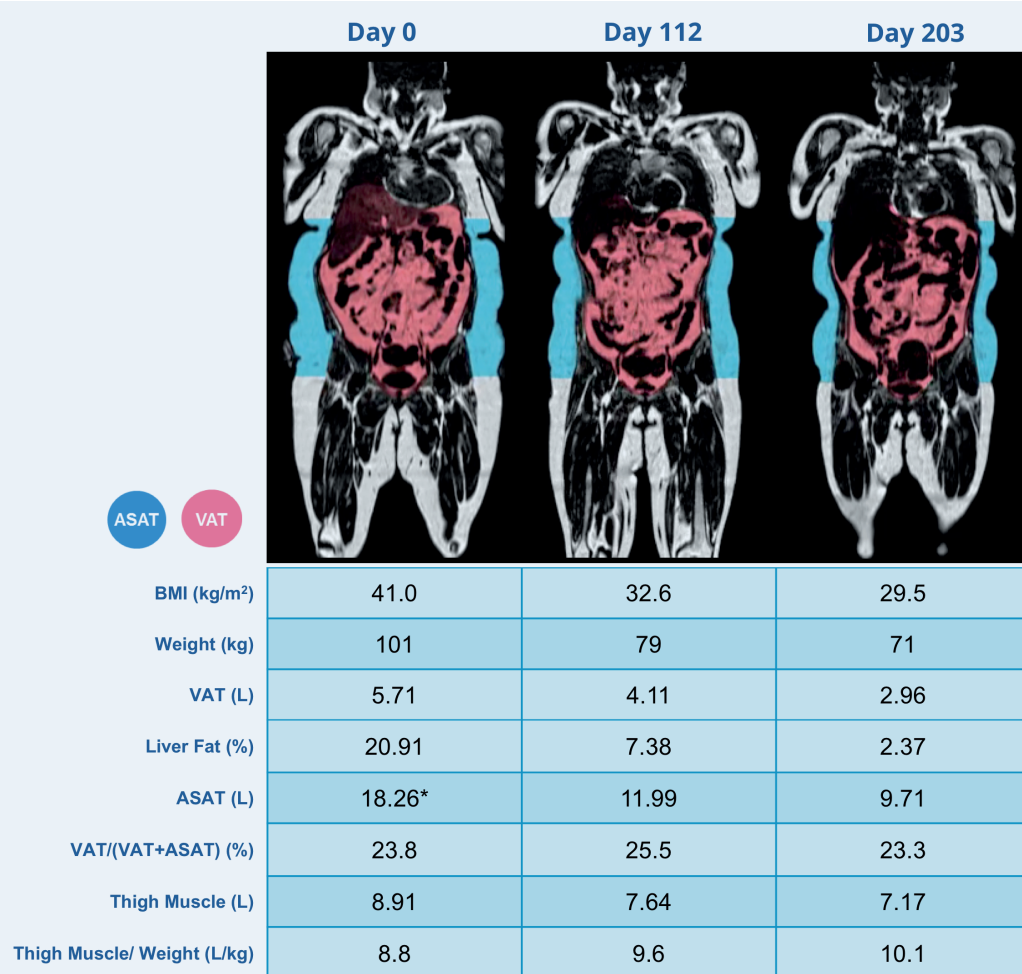 Day 0 Day 112 Day 203
ASAT VAT
BMI (kg/m²) 41.0 32.6 29.5
Weight (kg) 101 79 71
VAT (L) 5.71 4.11 2.96
Liver Fat (%) 20.91 7.38 2.37
ASAT (L) 18.26* 11.99 9.71
VAT/(VAT+ASAT) (%) 23.8 25.5 23.3
Thigh Muscle (L) 8.91 7.64 7.17
Thigh Muscle/ Weight (L/kg) 8.8 9.6 10.1